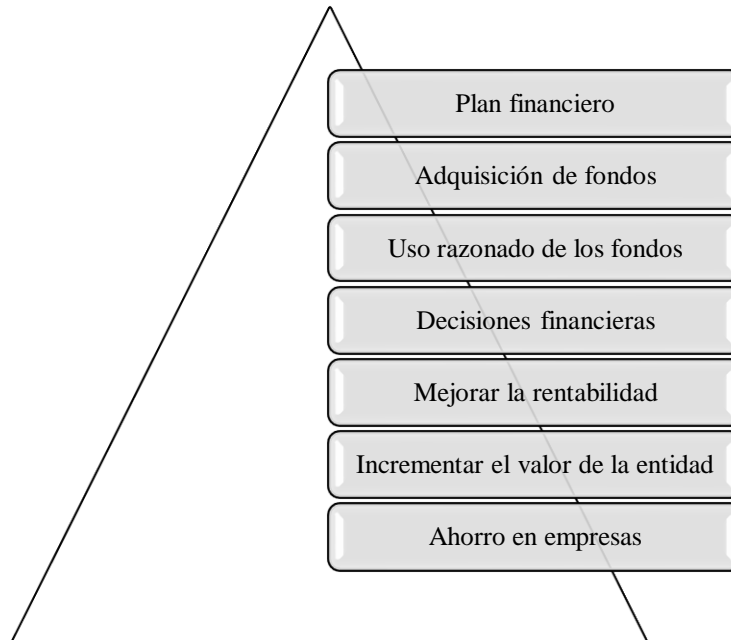 Plan financiero
Adquisición de fondos
Uso razonado de los fondos
Decisiones financieras
Mejorar la rentabilidad
Incrementar el valor de la entidad
Ahorro en empresas